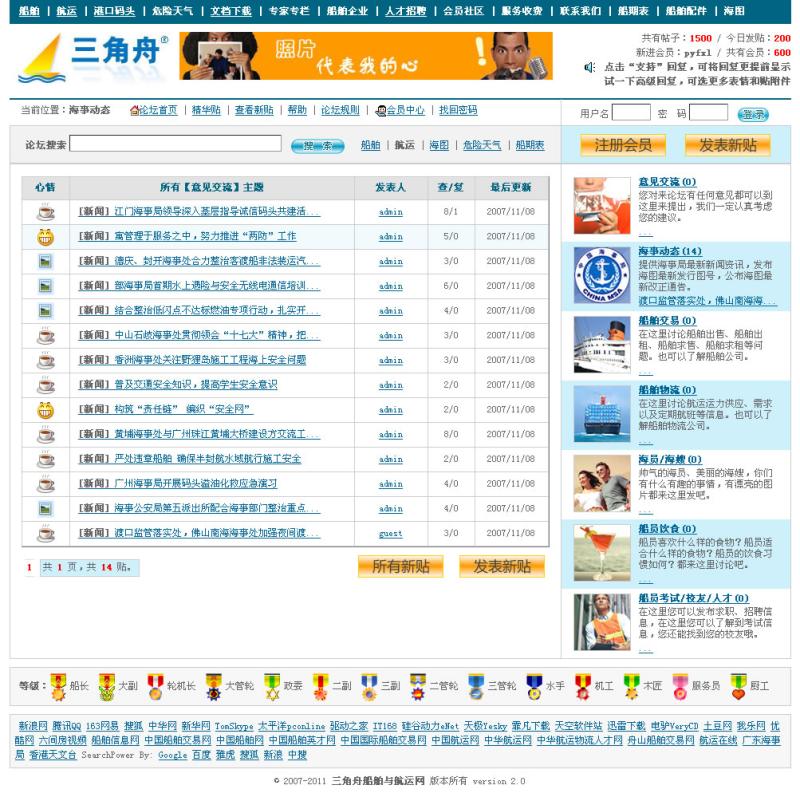 船舶 | 航运 | 港口码头 | 危险天气 | 文档下载 | 专家专栏 | 船舶企业 | 人才招聘 | 会员社区 | 服务收费 | 联系我们 | 船期表 | 船舶配件 | 海图
三角舟®
照片
代表我的心
共有帖子：1500 / 今日发贴：200
新进会员：pyfxl / 共有会员：600
点击“支持”回复，可将回复更提前显示
试一下高级回复，可选更多表情和贴附件
当前位置：海事动态
论坛首页 | 精华贴 | 查看新贴 | 帮助 | 论坛规则 | 会员中心 | 找回密码
用户名 密 码 登录
论坛搜索 搜 索 船舶 | 航运 | 海图 | 危险天气 | 船期表
注册会员 发表新贴
心情 所有【意见交流】主题 发表人 查/复 最后更新
[新闻] 江门海事局领导深入基层指导诚信码头共建活... admin 8/1 2007/11/08
[新闻] 寓管理于服务之中，努力推进“两防”工作 admin 5/0 2007/11/08
[新闻] 德庆、封开海事处合力整治客渡船非法装运汽... admin 3/0 2007/11/08
[新闻] 部海事局首期水上遇险与安全无线电通信培训... admin 6/0 2007/11/08
[新闻] 结合整治低闪点不达标燃油专项行动，扎实开... admin 4/0 2007/11/08
[新闻] 中山石岐海事处贯彻领会“十七大”精神，把... admin 3/0 2007/11/08
[新闻] 香洲海事处关注野狸岛施工工程海上安全问题 admin 3/0 2007/11/08
[新闻] 普及交通安全知识，提高学生安全意识 admin 2/0 2007/11/08
[新闻] 构筑“责任链” 编织“安全网” admin 2/0 2007/11/08
[新闻] 黄埔海事处与广州珠江黄埔大桥建设方交流工... admin 8/0 2007/11/08
[新闻] 严处违章船舶 确保半封航水域航行施工安全 admin 2/0 2007/11/08
[新闻] 广州海事局开展码头溢油化救应急演习 admin 4/0 2007/11/08
[新闻] 海事公安局第五派出所配合海事部门整治重点... admin 4/0 2007/11/08
[新闻] 渡口监管落实处，佛山南海海事处加强夜间渡... guest 3/0 2007/11/08
1 共 1 页，共 14 贴。
所有新贴 发表新贴
意见交流(0)
您对来论坛有任何意见都可以到
这里来提出，我们一定认真考虑
您的建议。
...
CHINA MSA
海事动态(14)
提供海事局最新新闻资讯，发布
海图最新发行图号，公布海图最
新改正通告。
渡口监管落实处，佛山南海海...
船舶交易(0)
在这里讨论船舶出售、船舶出
租、船舶求售、船舶求租等问
题。也可以了解船舶公司。
...
船舶物流(0)
在这里讨论航运运力供应、需求
以及定期航班等信息。也可以了
解船舶物流公司。
...
海员/海嫂(0)
帅气的海员、美丽的海嫂，你们
有什么有趣的事情，有漂亮的图
片都来这里发吧。
...
船员饮食(0)
船员喜欢什么样的食物？船员适
合什么样的食物？船员的饮食习
惯如何？都来这里讨论吧。
...
船员考试/校友/人才(0)
在这里您可以发布求职、招聘信
息，在这里您可以了解到考试信
息，您还能找到您的校友哦。
...
等级： 船长 大副 轮机长 大管轮 政委 二副 三副 二管轮 三管轮 水手 机工 木匠 服务员 厨工
新浪网 腾讯QQ 163网易 搜狐 中华网 新华网 TomSkype 太平洋pconline 驱动之家 IT168 硅谷动力eNet 天极Yesky 霏凡下载 天空软件站 迅雷下载 电驴VeryCD 土豆网 我乐网 优
酷网 六间房视频 船舶信息网 中国船舶交易网 中国船舶网 中国船舶英才网 中国国际船舶交易网 中国航运网 中华航运网 中华航运物流人才网 舟山船舶交易网 航运在线 广东海事
局 香港天文台 SearchPower By: Google 百度 雅虎 搜狐 新浪 中搜
© 2007-2011 三角舟船舶与航运网 版本所有 version 2.0